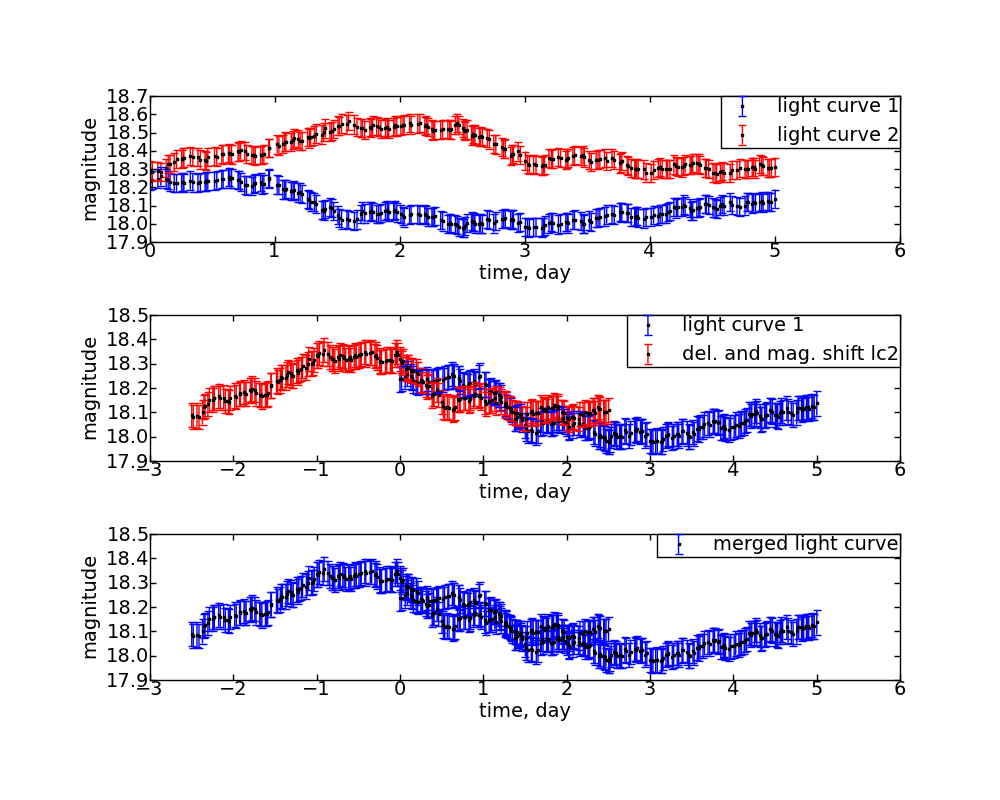 18.7
18.6
18.5
18.4
18.3
18.2
18.1
18.0
17.9
magnitude
light curve 1
light curve 2
0 1 2 3 4 5 6
time, day
18.5
18.4
18.3
18.2
18.1
18.0
17.9
magnitude
light curve 1
del. and mag. shift lc2
−3 −2 −1 0 1 2 3 4 5 6
time, day
18.5
18.4
18.3
18.2
18.1
18.0
17.9
magnitude
merged light curve
−3 −2 −1 0 1 2 3 4 5 6
time, day